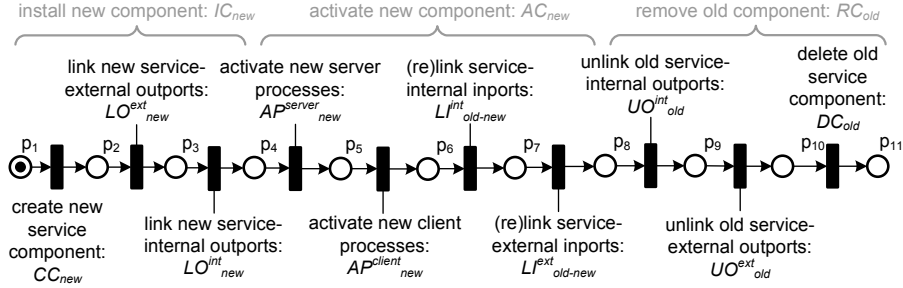 install new component: IC_new
activate new component: AC_new
remove old component: RC_old
link new service-
external outports:
LO^ext_new
activate new server
processes:
AP^server_new
(re)link service-
internal inports:
LI^int_old-new
unlink old service-
internal outports:
UO^int_old
delete old
service
component:
DC_old
p1 p2 p3 p4 p5 p6 p7 p8 p9 p10 p11
create new
service
component:
CC_new
link new service-
internal outports:
LO^int_new
activate new client
processes:
AP^client_new
(re)link service-
external inports:
LI^ext_old-new
unlink old service-
external outports:
UO^ext_old